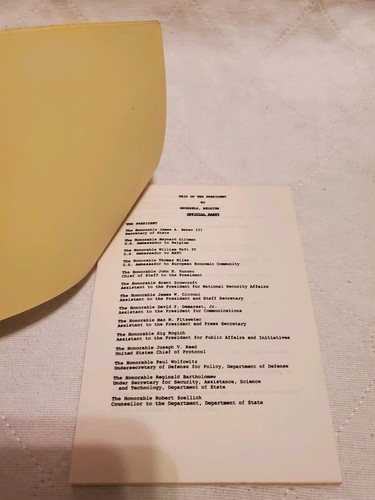 TRIP OF THE PRESIDENT
TO
BRUSSELS, BELGIUM
OFFICIAL PARTY
THE PRESIDENT
The Honorable James A. Baker III
Secretary of State
The Honorable Maynard Glitman
U.S. Ambassador to Belgium
The Honorable William Taft IV
U.S. Ambassador to NATO
The Honorable Thomas Niles
U.S. Ambassador to European Economic Community
The Honorable John H. Sununu
Chief of Staff to the President
The Honorable Brent Scowcroft
Assistant to the President for National Security Affairs
The Honorable James W. Cicconi
Assistant to the President and Staff Secretary
The Honorable David F. Demarest, Jr.
Assistant to the President for Communications
The Honorable Max M. Fitzwater
Assistant to the President and Press Secretary
The Honorable Sig Rogich
Assistant to the President for Public Affairs and Initiatives
The Honorable Joseph V. Reed
United States Chief of Protocol
The Honorable Paul Wolfowitz
Undersecretary of Defense for Policy, Department of Defense
The Honorable Reginald Bartholomew
Under Secretary for Security, Assistance, Science
and Technology, Department of State
The Honorable Robert Zoellick
Counsellor to the Department, Department of State